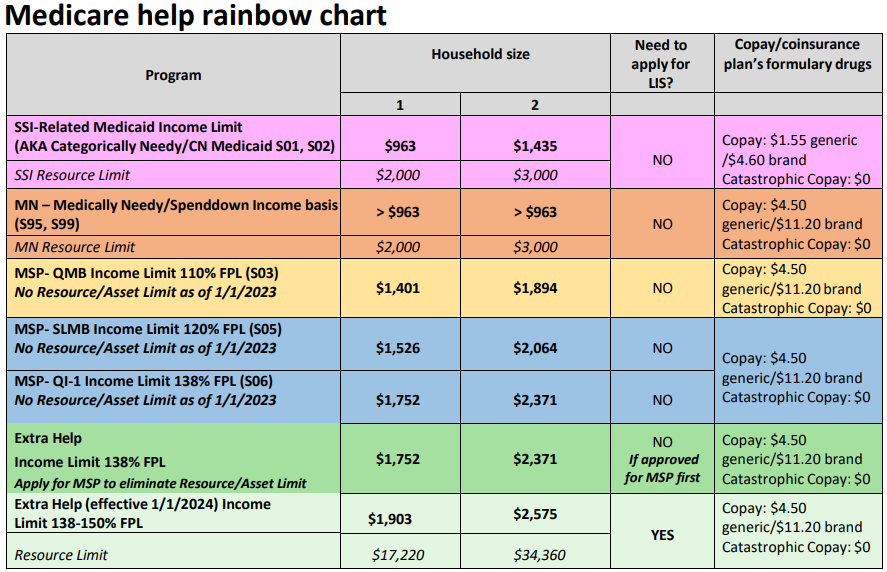 Medicare help rainbow chart
Program
Household size
Need to
apply for
LIS?
Copay/coinsurance
plan's formulary drugs
1
2
SSI-Related Medicaid Income Limit
(AKA Categorically Needy/CN Medicaid S01, S02)
$963
$1,435
NO
Copay: $1.55 generic
/$4.60 brand
Catastrophic Copay: $0
SSI Resource Limit
$2,000
$3,000
MN – Medically Needy/Spenddown Income basis
(S95, S99)
> $963
> $963
NO
Copay: $4.50
generic/$11.20 brand
Catastrophic Copay: $0
MN Resource Limit
$2,000
$3,000
MSP- QMB Income Limit 110% FPL (S03)
No Resource/Asset Limit as of 1/1/2023
$1,401
$1,894
NO
Copay: $4.50
generic/$11.20 brand
Catastrophic Copay: $0
MSP- SLMB Income Limit 120% FPL (S05)
No Resource/Asset Limit as of 1/1/2023
$1,526
$2,064
NO
Copay: $4.50
generic/$11.20 brand
Catastrophic Copay: $0
MSP- QI-1 Income Limit 138% FPL (S06)
No Resource/Asset Limit as of 1/1/2023
$1,752
$2,371
NO
Extra Help
Income Limit 138% FPL
Apply for MSP to eliminate Resource/Asset Limit
$1,752
$2,371
NO
If approved
for MSP first
Copay: $4.50
generic/$11.20 brand
Catastrophic Copay: $0
Extra Help (effective 1/1/2024) Income
Limit 138-150% FPL
$1,903
$2,575
YES
Copay: $4.50
generic/$11.20 brand
Catastrophic Copay: $0
Resource Limit
$17,220
$34,360